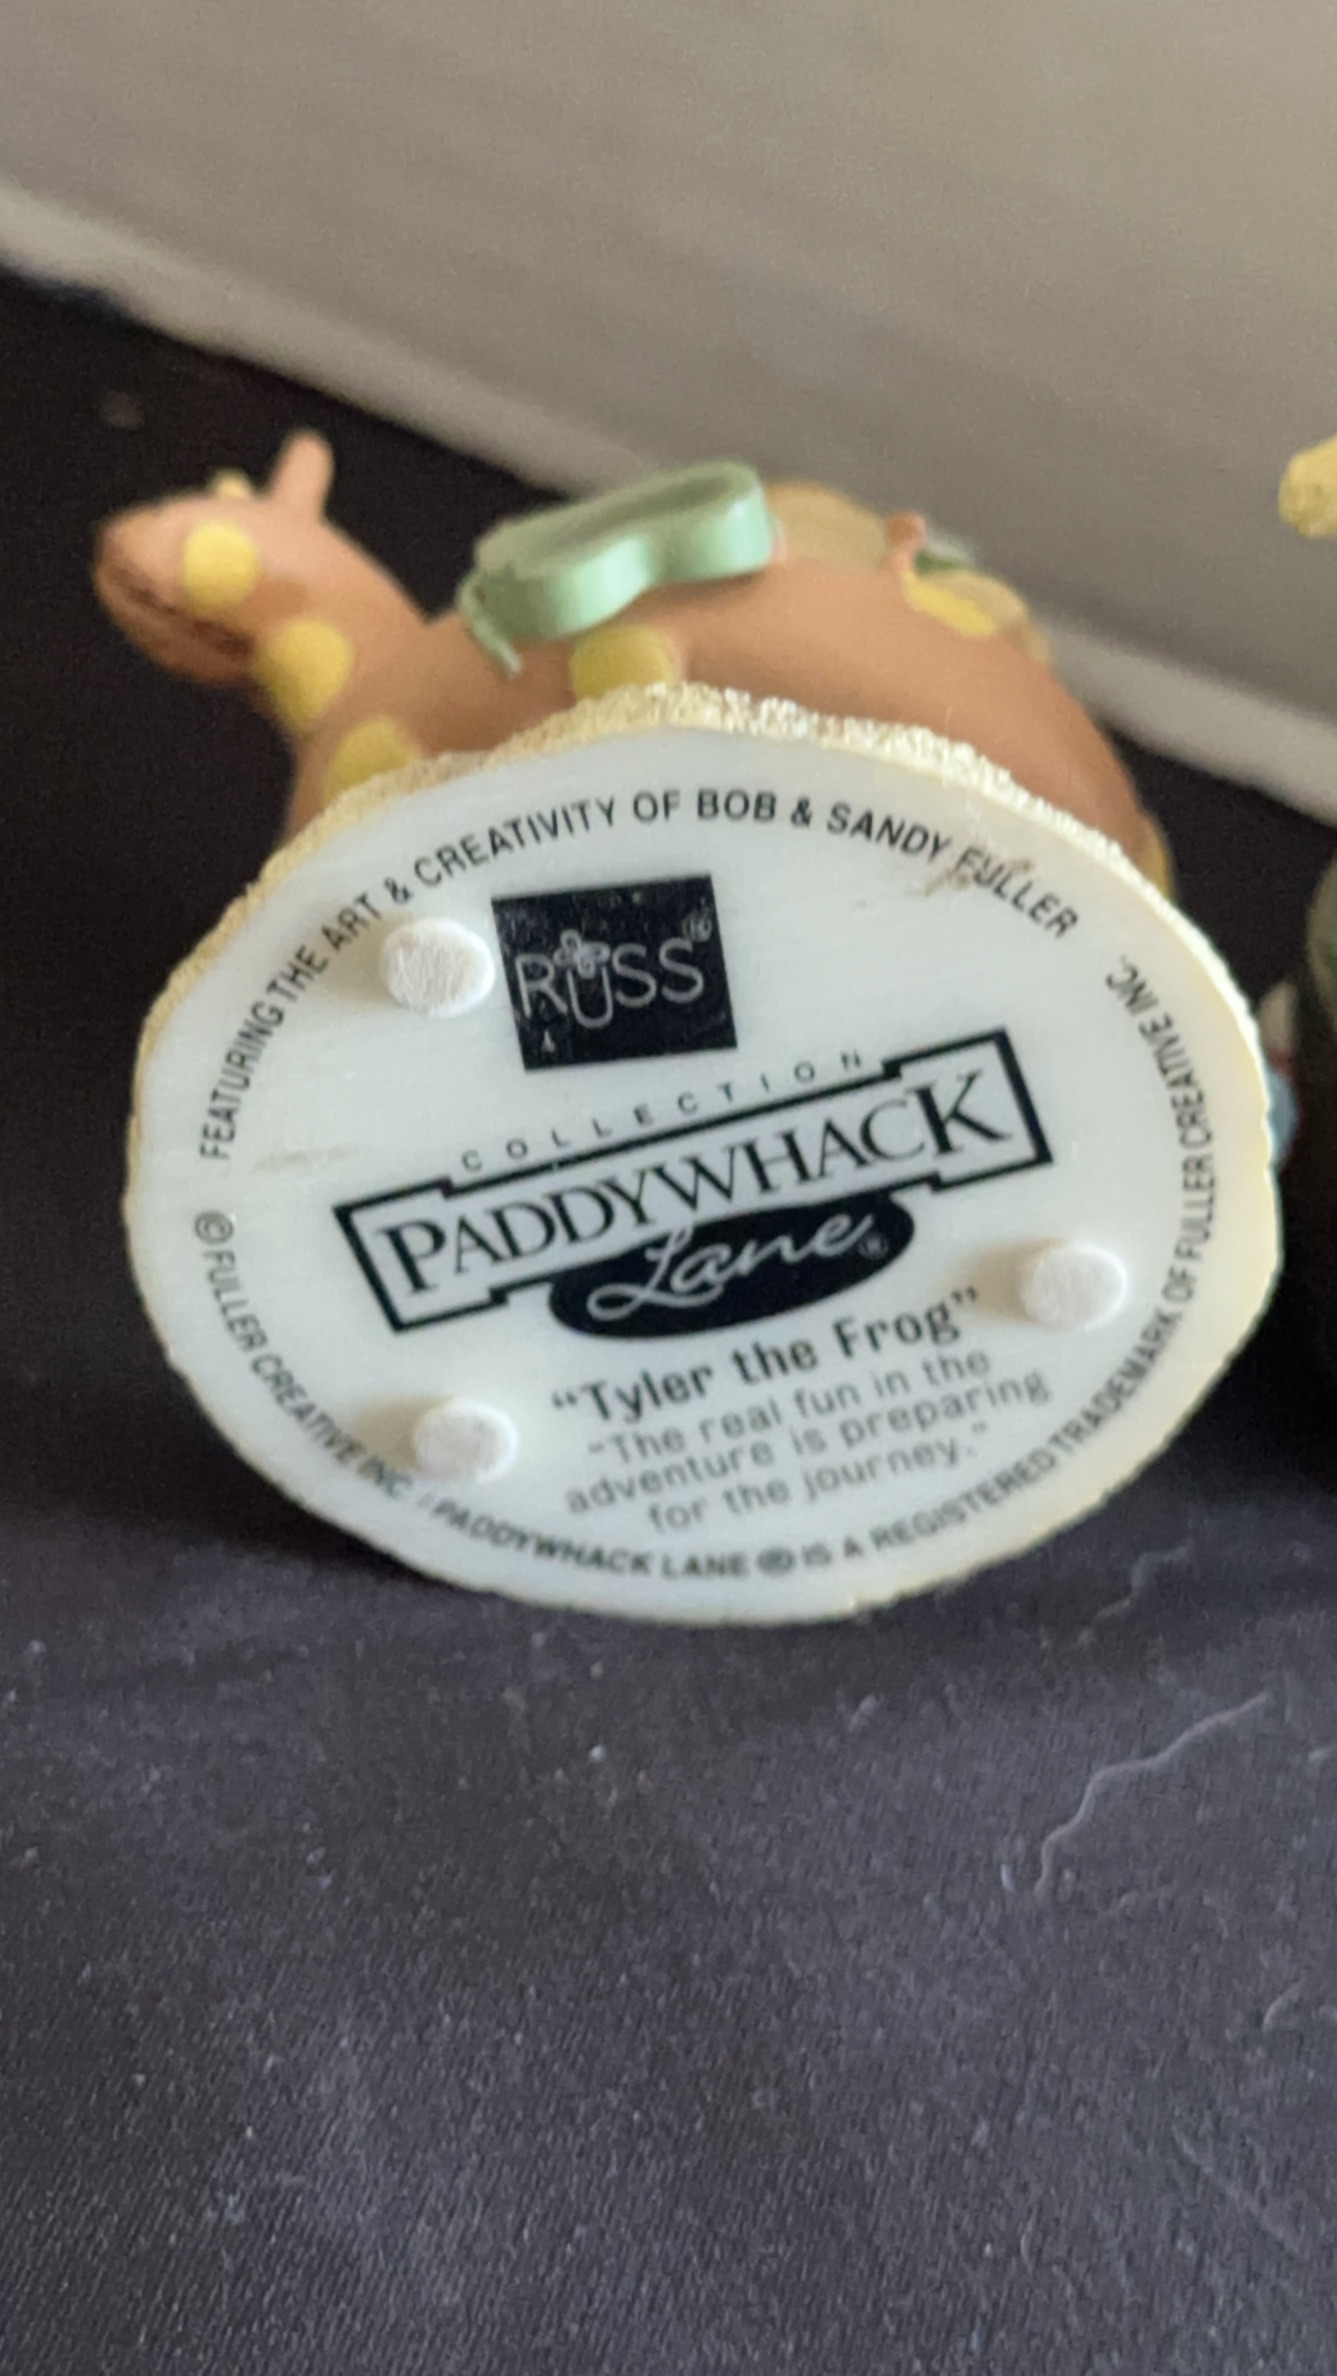 FEATURING THE ART & CREATIVITY OF BOB & SANDY FULLER
RUSS®
COLLECTION
PADDYWHACK
Lane®
“Tyler the Frog”
“The real fun in the
adventure is preparing
for the journey.”
© FULLER CREATIVE INC. / PADDYWHACK LANE ® IS A REGISTERED TRADEMARK OF FULLER CREATIVE INC.